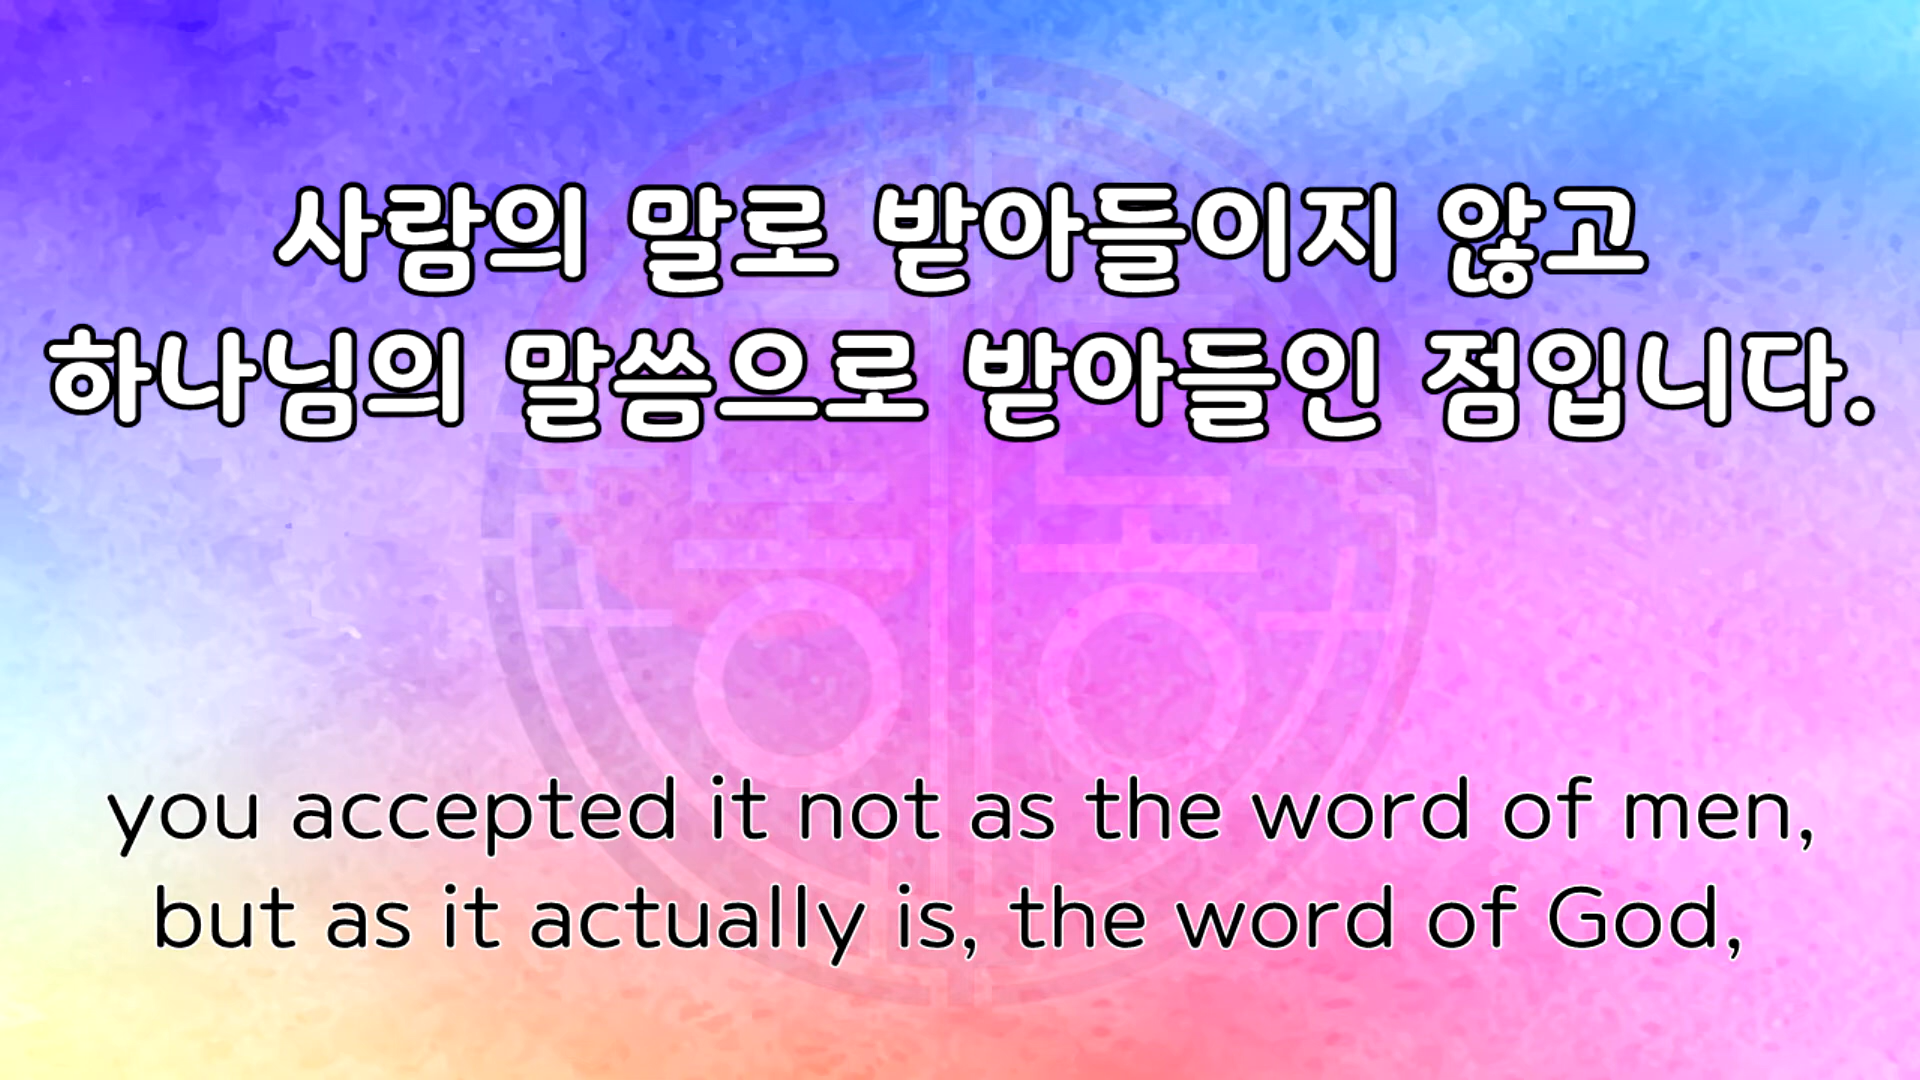 사람의 말로 받아들이지 않고
하나님의 말씀으로 받아들인 점입니다.
you accepted it not as the word of men,
but as it actually is, the word of God,